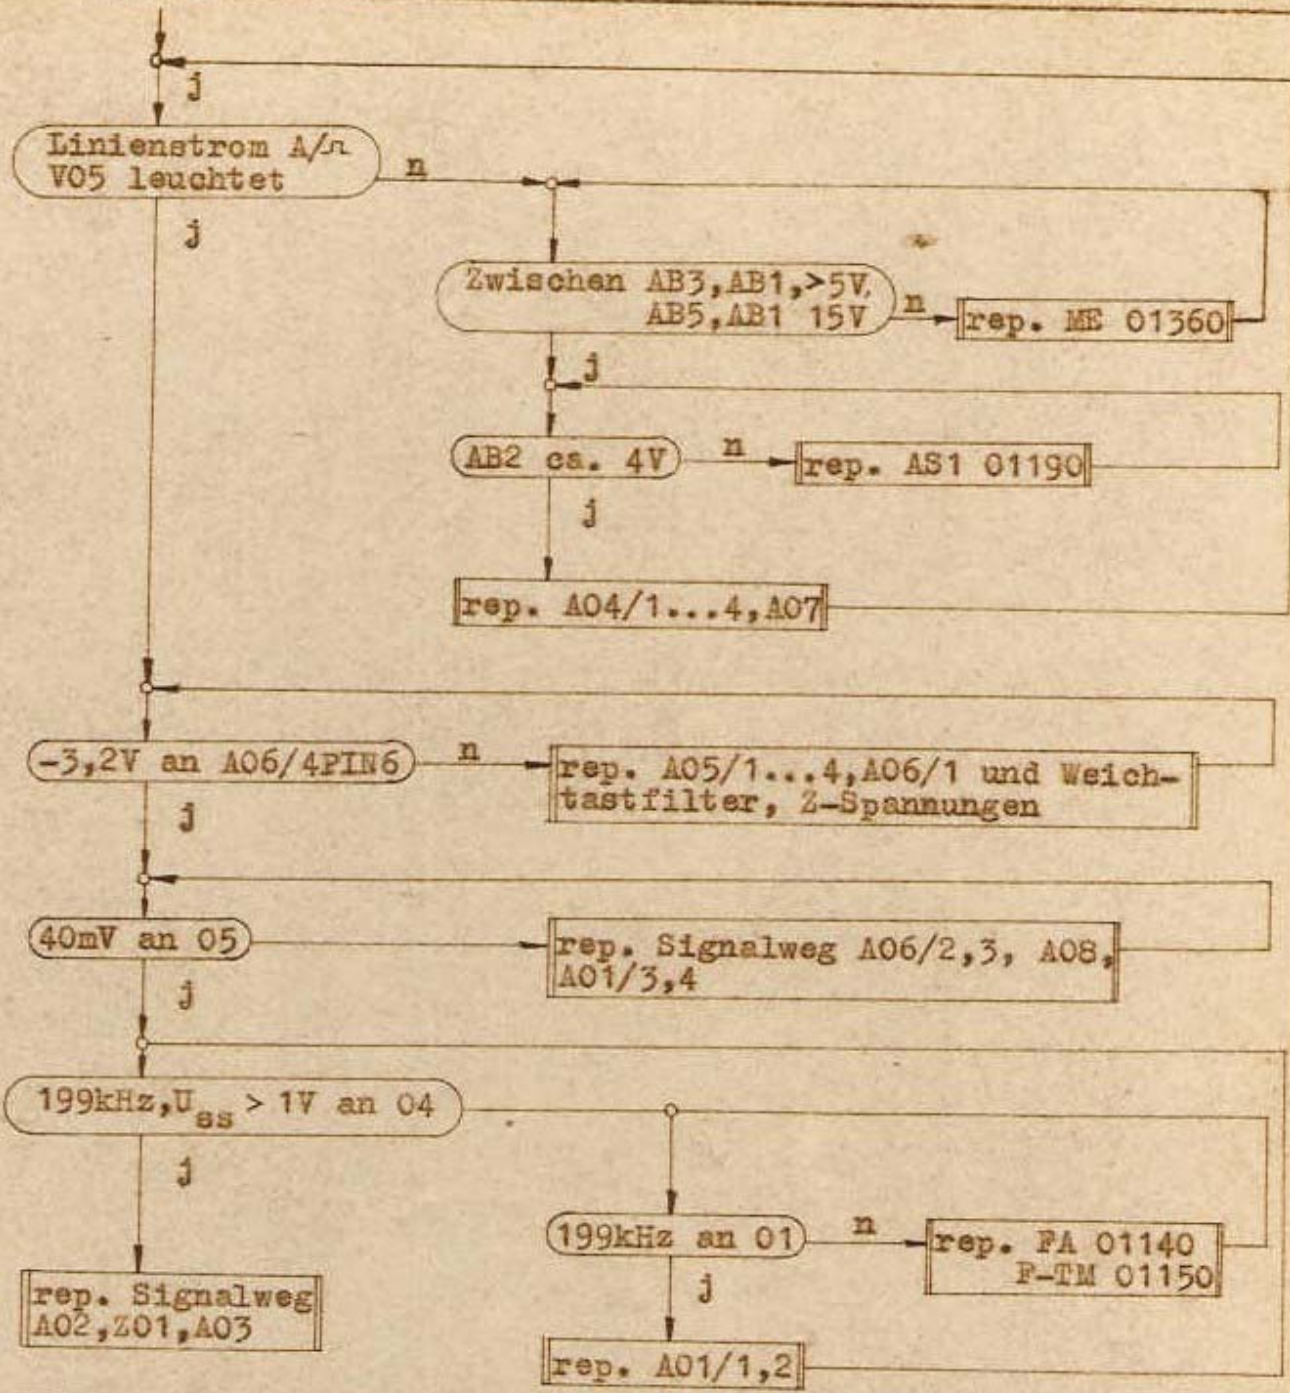 j
Linienstrom A/⎍
V05 leuchtet
n
j
Zwischen AB3,AB1,>5V,
AB5,AB1 15V
n
rep. ME 01360
j
AB2 ca. 4V
n
rep. AS1 01190
j
rep. A04/1...4,A07
-3,2V an A06/4PIN6
n
rep. A05/1...4,A06/1 und Weich-
tastfilter, Z-Spannungen
j
40mV an 05
rep. Signalweg A06/2,3, A08,
A01/3,4
j
199kHz,Uss > 1V an 04
j
199kHz an 01
n
rep. FA 01140
F-TM 01150
j
rep. Signalweg
A02,Z01,A03
rep. A01/1,2